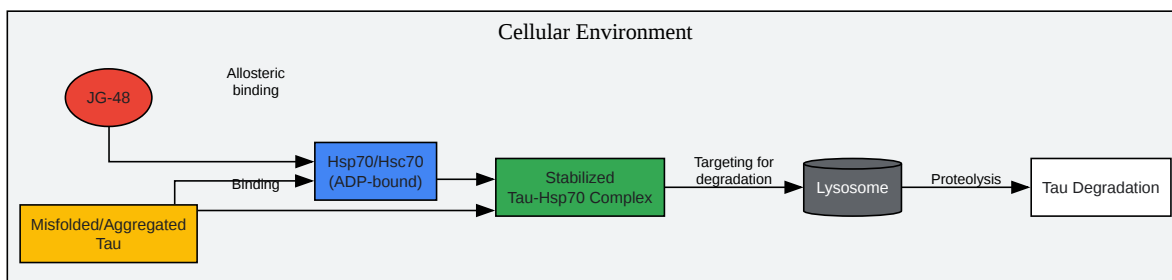 Cellular Environment
Allosteric
binding
JG-48
Hsp70/Hsc70
(ADP-bound)
Binding
Misfolded/Aggregated
Tau
Stabilized
Tau-Hsp70 Complex
Targeting for
degradation
Lysosome
Proteolysis
Tau Degradation